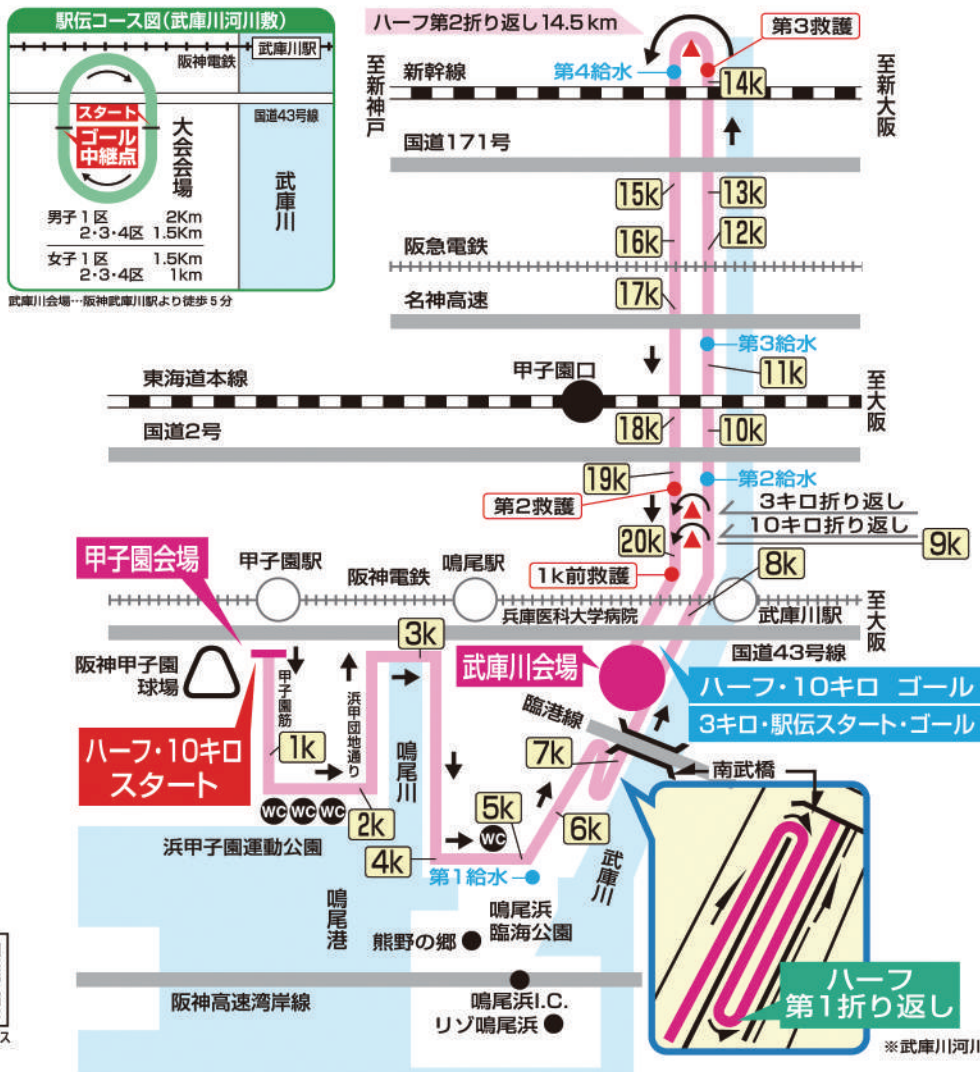 駅伝コース図(武庫川河川敷)
武庫川駅
阪神電鉄
国道43号線
スタート
ゴール
中継点
大会会場
武庫川
男子1区 2Km
2・3・4区 1.5Km
女子1区 1.5Km
2・3・4区 1km
武庫川会場…阪神武庫川駅より徒歩5分
ハーフ第2折り返し14.5km
第3救護
第4給水
至新神戸
新幹線
14k
至新大阪
国道171号
15k
13k
16k
12k
阪急電鉄
17k
名神高速
第3給水
11k
東海道本線
甲子園口
至大阪
18k
10k
国道2号
19k
第2給水
第2救護
3キロ折り返し
10キロ折り返し
20k
9k
甲子園会場
甲子園駅
阪神電鉄
鳴尾駅
1k前救護
8k
兵庫医科大学病院
武庫川駅
至大阪
3k
国道43号線
阪神甲子園
球場
甲子園筋
浜甲団地通り
武庫川会場
ハーフ・10キロ ゴール
3キロ・駅伝スタート・ゴール
臨港線
ハーフ・10キロ
スタート
1k
鳴尾川
7k
南武橋
WC WC WC
2k
5k
6k
浜甲子園運動公園
4k
WC
武庫川
第1給水
鳴尾港
鳴尾浜
臨海公園
熊野の郷
ハーフ
第1折り返し
阪神高速湾岸線
鳴尾浜I.C.
リゾ鳴尾浜
ス
※武庫川河川